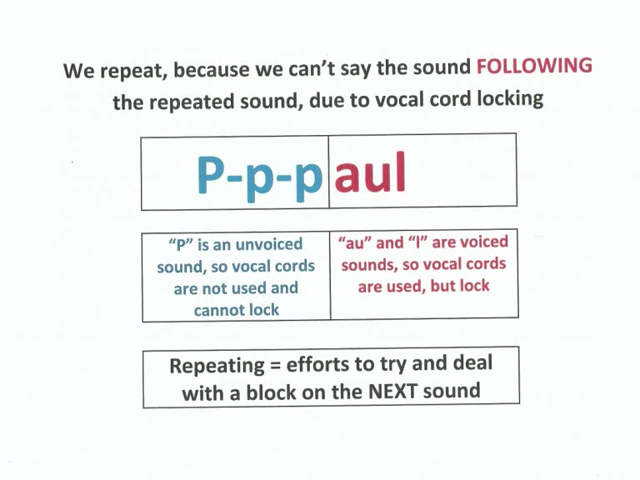 We repeat, because we can't say the sound FOLLOWING
the repeated sound, due to vocal cord locking
P-p-paul
"P" is an unvoiced
sound, so vocal cords
are not used and
cannot lock
"au" and "l" are voiced
sounds, so vocal cords
are used, but lock
Repeating = efforts to try and deal
with a block on the NEXT sound